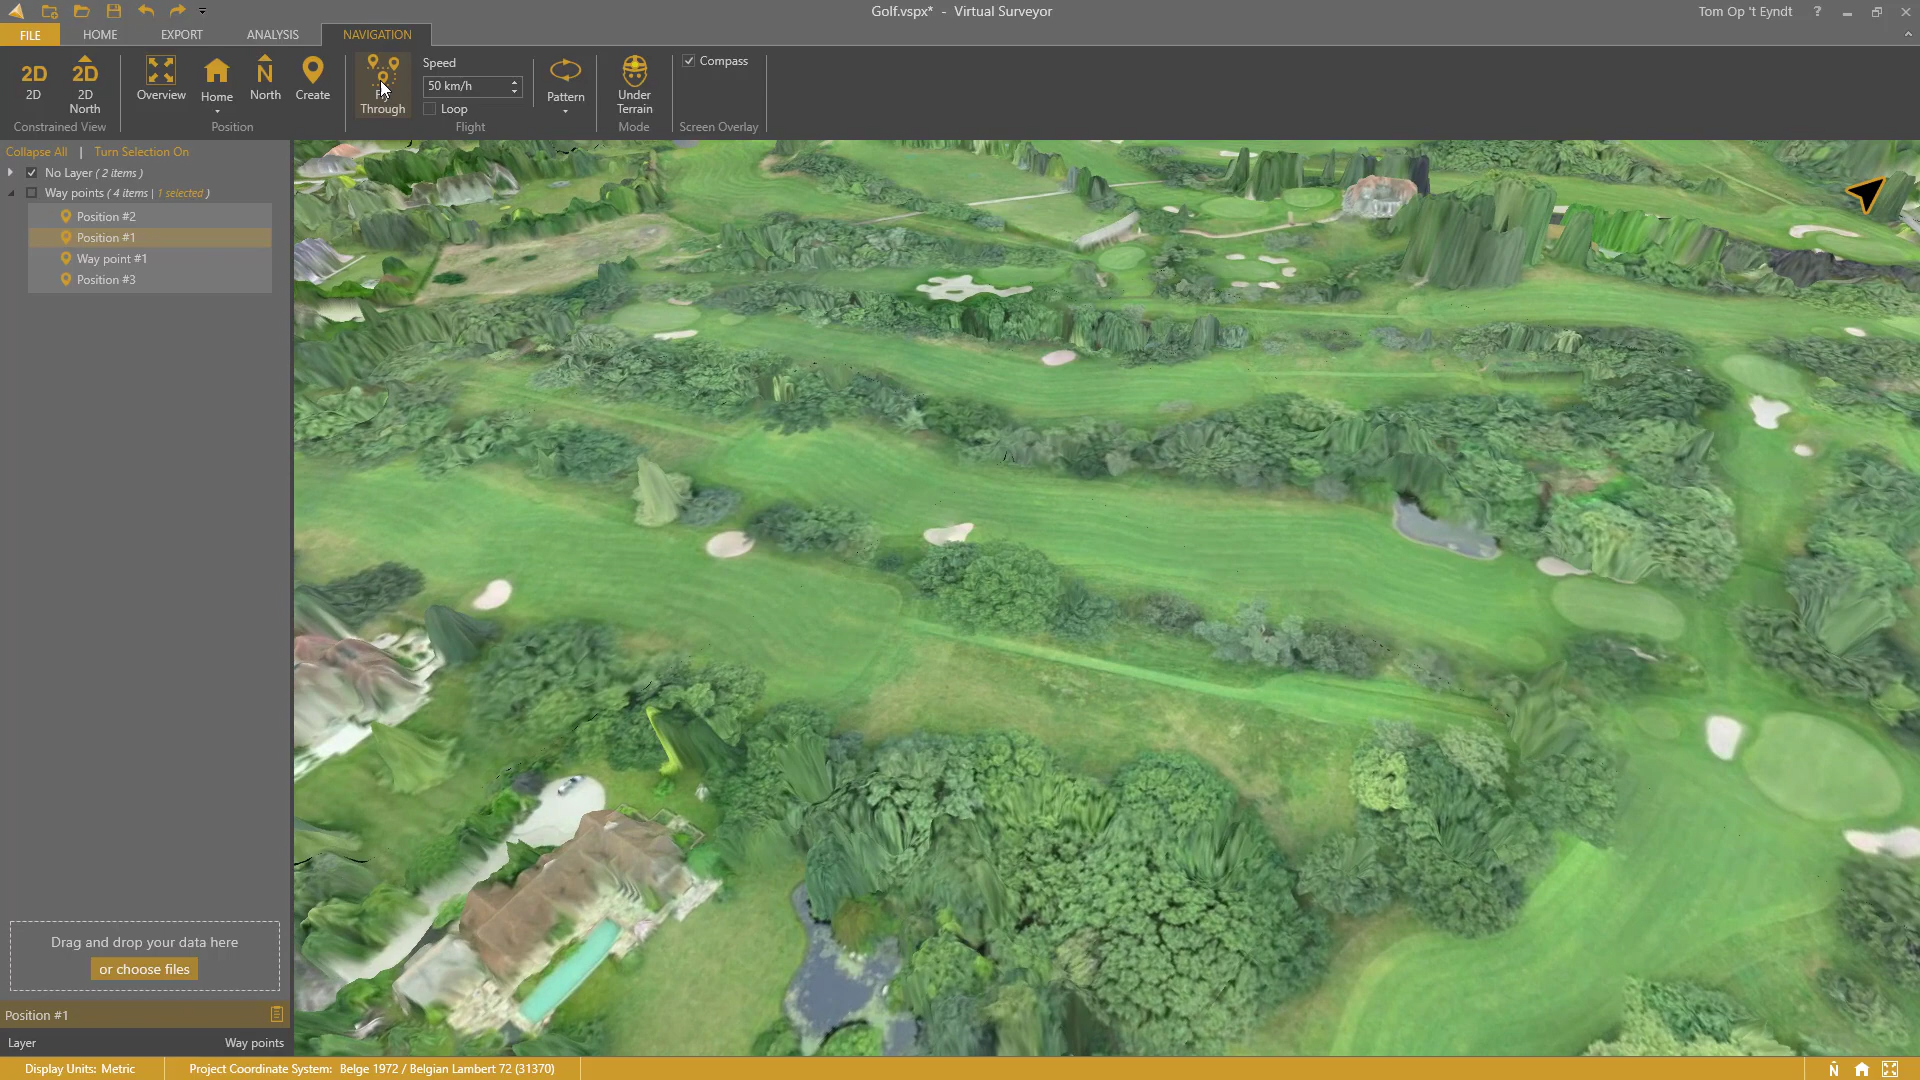 Golf.vspx* - Virtual Surveyor
Tom Op 't Eyndt ?
FILE HOME EXPORT ANALYSIS NAVIGATION
2D
2D
2D
2D
North
Constrained View
Overview
Home
North
Create
Position
Through
Speed
50 km/h
Loop
Flight
Pattern
Under
Terrain
Mode
Compass
Screen Overlay
Collapse All | Turn Selection On
No Layer ( 2 items )
Way points ( 4 items | 1 selected )
Position #2
Position #1
Way point #1
Position #3
Drag and drop your data here
or choose files
Position #1
Layer Way points
Display Units: Metric
Project Coordinate System: Belge 1972 / Belgian Lambert 72 (31370)